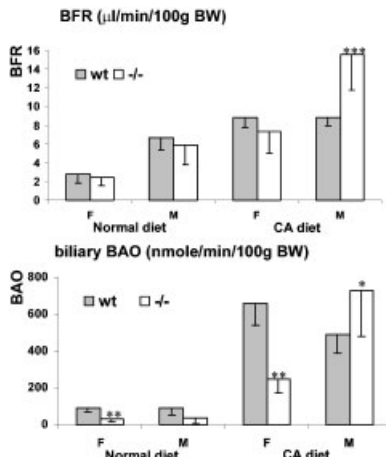 BFR (µl/min/100g BW)
BFR
16
14
12
10
8
6
4
2
0
wt -/-
***
F M F M
Normal diet CA diet
biliary BAO (nmole/min/100g BW)
BAO
800
600
400
200
0
wt -/-
** ** *
F M F M
Normal diet CA diet